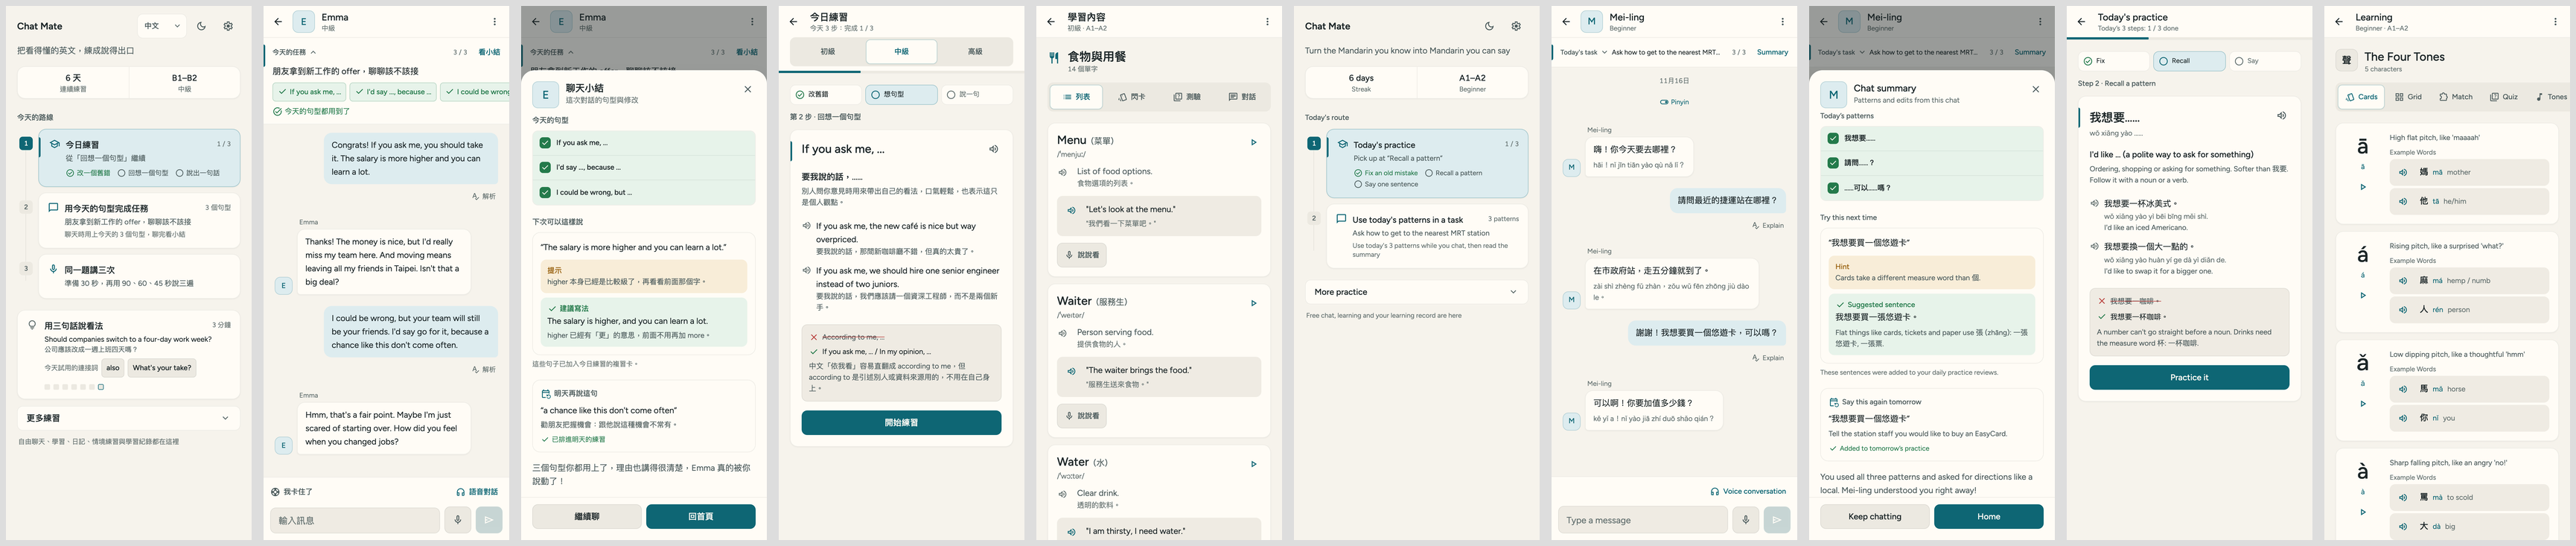 Chat Mate
中文
把看得懂的英文，練成說得出口
6 天
連續練習
B1–B2
中級
今天的路線
1
今日練習
1 / 3
從「回想一個句型」繼續
改一個舊錯
回想一個句型
說出一句話
2
用今天的句型完成任務
3 個句型
朋友拿到新工作的 offer，聊聊該不該接
聊天時用上今天的 3 個句型，聊完看小結
3
同一題講三次
準備 30 秒，再用 90、60、45 秒說三遍
用三句話說看法
3 分鐘
Should companies switch to a four-day work week?
公司應該改成一週上班四天嗎？
今天試用的連接詞
also
What's your take?
更多練習
自由聊天、學習、日記、情境練習與學習紀錄都在這裡
E
Emma
中級
今天的任務
3 / 3
看小結
朋友拿到新工作的 offer，聊聊該不該接
If you ask me, ...
I'd say ..., because ...
I could be wrong
今天的句型都用到了
Congrats! If you ask me, you should take it. The salary is more higher and you can learn a lot.
解析
Emma
Thanks! The money is nice, but I'd really miss my team here. And moving means leaving all my friends in Taipei. Isn't that a big deal?
E
I could be wrong, but your team will still be your friends. I'd say go for it, because a chance like this don't come often.
解析
Emma
Hmm, that's a fair point. Maybe I'm just scared of starting over. How did you feel when you changed jobs?
E
我卡住了
語音對話
輸入訊息
E
Emma
中級
今天的任務
3 / 3
看小結
E
聊天小結
這次對話的句型與修改
今天的句型
If you ask me, ...
I'd say ..., because ...
I could be wrong, but ...
下次可以這樣說
“The salary is more higher and you can learn a lot.”
提示
higher 本身已經是比較級了，再看看前面那個字。
建議寫法
The salary is higher, and you can learn a lot.
higher 已經有「更」的意思，前面不用再加 more。
這些句子已加入今日練習的複習卡。
明天再說這句
“a chance like this don't come often”
勸朋友把握機會：跟他說這種機會不常有。
已排進明天的練習
三個句型你都用上了，理由也講得很清楚，Emma 真的被你說動了！
繼續聊
回首頁
今日練習
今天 3 步：完成 1 / 3
初級
中級
高級
改舊錯
想句型
說一句
第 2 步 · 回想一個句型
If you ask me, ...
要我說的話，……
別人問你意見時用來帶出自己的看法，口氣輕鬆，也表示這只是個人觀點。
If you ask me, the new café is nice but way overpriced.
要我說的話，那間新咖啡廳不錯，但真的太貴了。
If you ask me, we should hire one senior engineer instead of two juniors.
要我說的話，我們應該請一個資深工程師，而不是兩個新手。
According to me, ...
If you ask me, ... / In my opinion, ...
中文「依我看」容易直翻成 according to me，但 according to 是引述別人或資料來源用的，不用在自己身上。
開始練習
學習內容
初級 · A1–A2
食物與用餐
14 個單字
列表
閃卡
測驗
對話
Menu (菜單)
/ˈmenjuː/
List of food options.
食物選項的列表。
"Let's look at the menu."
"我們看一下菜單吧。"
說說看
Waiter (服務生)
/ˈweɪtər/
Person serving food.
提供食物的人。
"The waiter brings the food."
"服務生送來食物。"
說說看
Water (水)
/ˈwɔːtər/
Clear drink.
透明的飲料。
"I am thirsty, I need water."
Chat Mate
Turn the Mandarin you know into Mandarin you can say
6 days
Streak
A1–A2
Beginner
Today's route
1
Today's practice
1 / 3
Pick up at “Recall a pattern”
Fix an old mistake
Recall a pattern
Say one sentence
2
Use today's patterns in a task
3 patterns
Ask how to get to the nearest MRT station
Use today's 3 patterns while you chat, then read the summary
More practice
Free chat, learning and your learning record are here
M
Mei-ling
Beginner
Today's task
Ask how to get to the nearest MRT...
3 / 3
Summary
11月16日
Pinyin
Mei-ling
嗨！你今天要去哪裡？
hāi ! nǐ jīn tiān yào qù nǎ lǐ ?
M
請問最近的捷運站在哪裡？
Explain
Mei-ling
在市政府站，走五分鐘就到了。
zài shì zhèng fǔ zhàn , zǒu wǔ fēn zhōng jiù dào le 。
M
謝謝！我想要買一個悠遊卡，可以嗎？
Explain
Mei-ling
可以啊！你要加值多少錢？
kě yǐ a ! nǐ yào jiā zhí duō shǎo qián ?
M
Voice conversation
Type a message
M
Mei-ling
Beginner
Today's task
Ask how to get to the nearest MRT...
3 / 3
Summary
M
Chat summary
Patterns and edits from this chat
Today's patterns
我想要……
請問……？
……可以……嗎？
Try this next time
“我想要買一個悠遊卡”
Hint
Cards take a different measure word than 個.
Suggested sentence
我想要買一張悠遊卡。
Flat things like cards, tickets and paper use 張 (zhāng): 一張悠遊卡, 一張票.
These sentences were added to your daily practice reviews.
Say this again tomorrow
“我想要買一個悠遊卡”
Tell the station staff you would like to buy an EasyCard.
Added to tomorrow's practice
You used all three patterns and asked for directions like a local. Mei-ling understood you right away!
Keep chatting
Home
Today's practice
Today's 3 steps: 1 / 3 done
Fix
Recall
Say
Step 2 · Recall a pattern
我想要……
wǒ xiǎng yào ……
I'd like ... (a polite way to ask for something)
Ordering, shopping or asking for something. Softer than 我要. Follow it with a noun or a verb.
我想要一杯冰美式。
wǒ xiǎng yào yì bēi bīng měi shì.
I'd like an iced Americano.
我想要換一個大一點的。
wǒ xiǎng yào huàn yí ge dà yì diǎn de.
I'd like to swap it for a bigger one.
我想要一咖啡。
我想要一杯咖啡。
A number can't go straight before a noun. Drinks need the measure word 杯: 一杯咖啡.
Practice it
Learning
Beginner · A1–A2
聲
The Four Tones
5 characters
Cards
Grid
Match
Quiz
Tones
ā
ā
High flat pitch, like 'maaaah'
Example Words
媽 mā mother
他 tā he/him
á
á
Rising pitch, like a surprised 'what?'
Example Words
麻 má hemp / numb
人 rén person
ǎ
ǎ
Low dipping pitch, like a thoughtful 'hmm'
Example Words
馬 mǎ horse
你 nǐ you
à
à
Sharp falling pitch, like an angry 'no!'
Example Words
罵 mà to scold
大 dà big